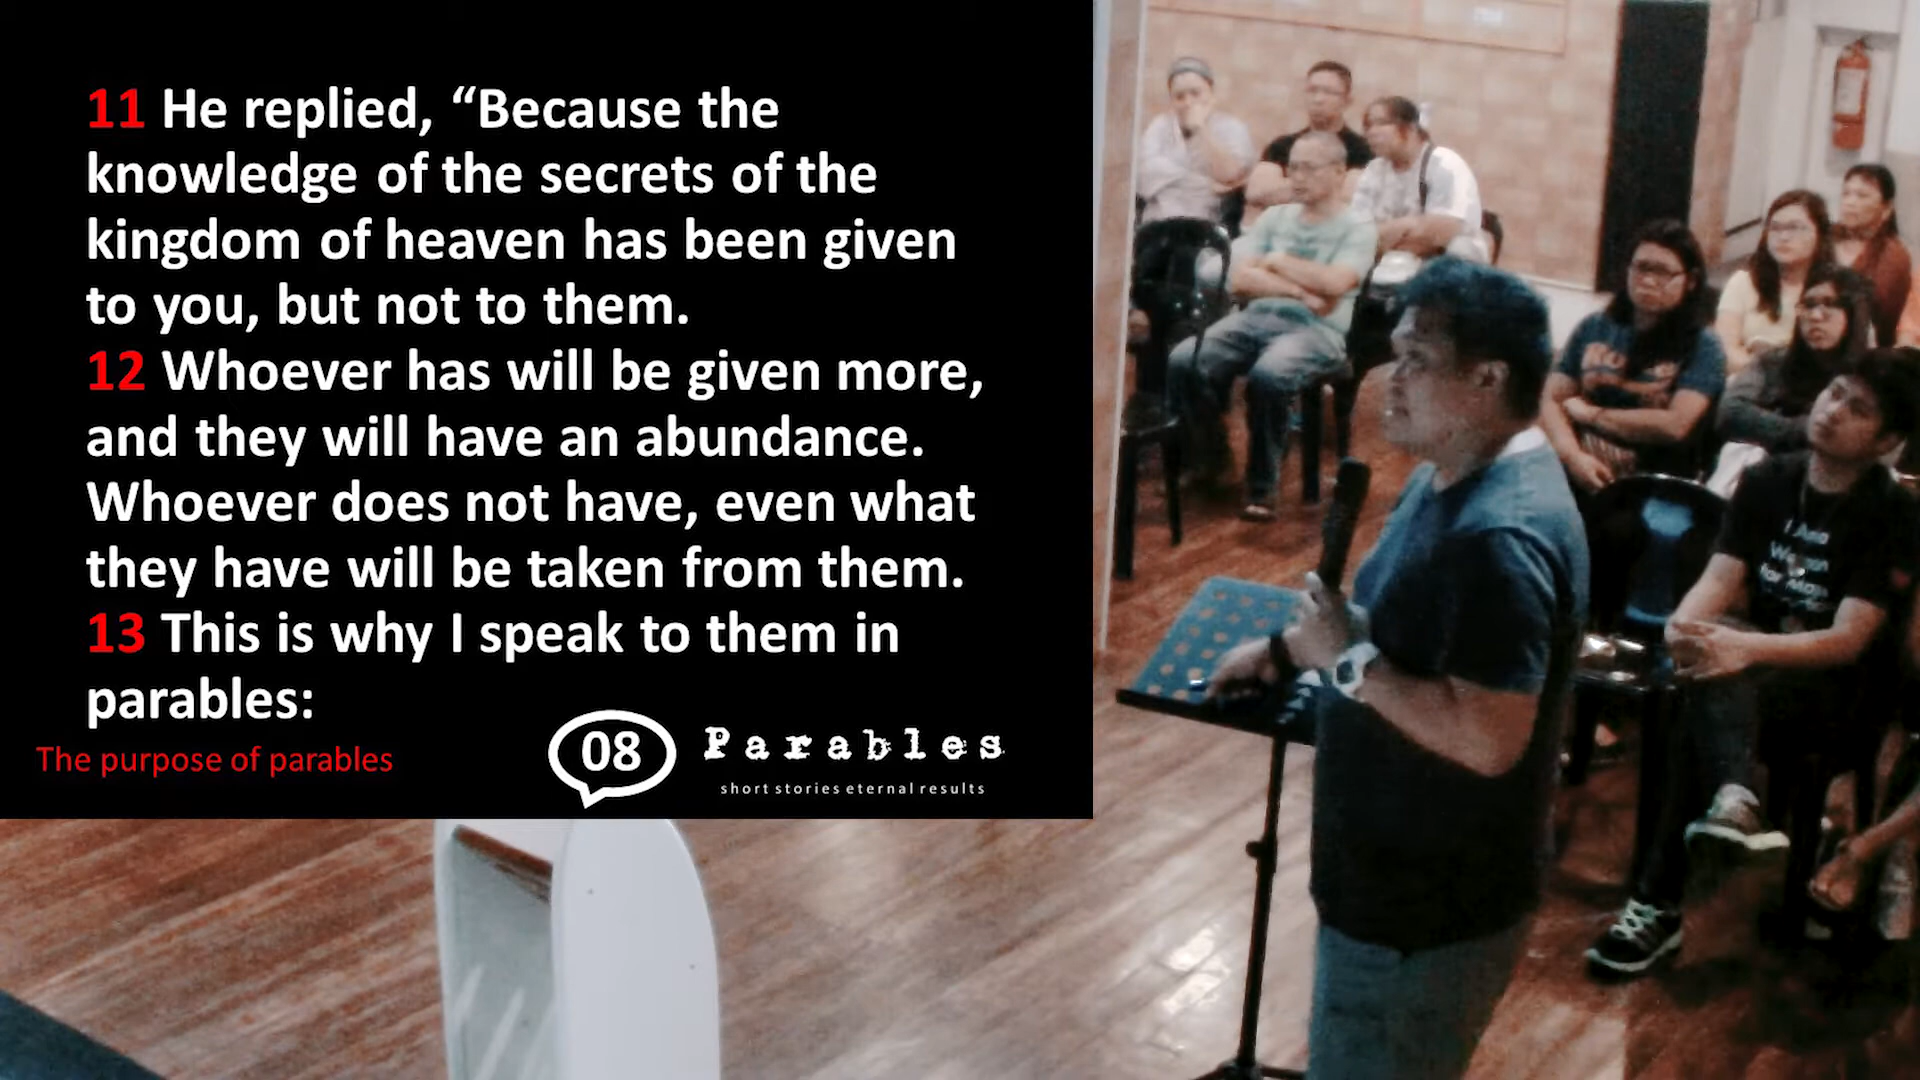 11 He replied, “Because the
knowledge of the secrets of the
kingdom of heaven has been given
to you, but not to them.
12 Whoever has will be given more,
and they will have an abundance.
Whoever does not have, even what
they have will be taken from them.
13 This is why I speak to them in
parables:
The purpose of parables
08
Parables
short stories eternal results
I Am